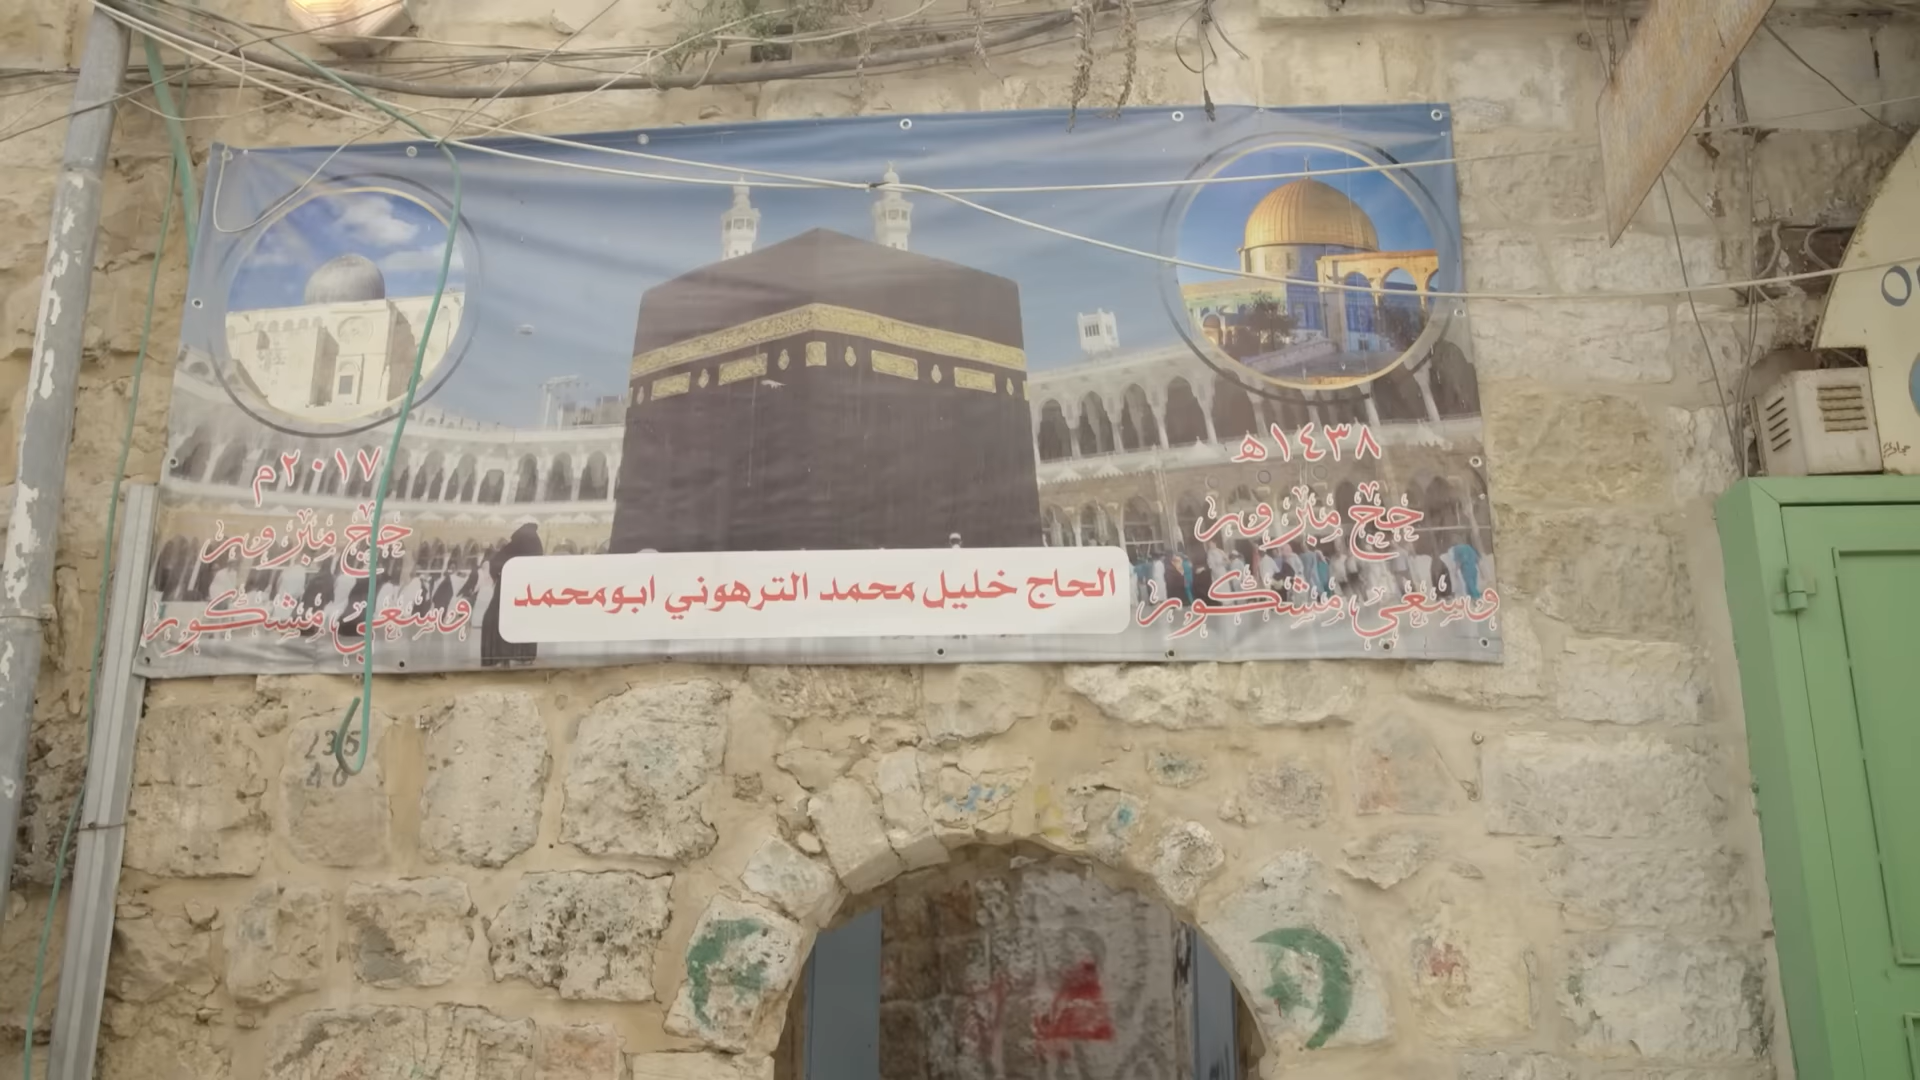 ١٤٣٨هـ
حج مبرور
وسعي مشكور
٢٠١٧م
حج مبرور
وسعي مشكور
الحاج خليل محمد الترهوني ابومحمد